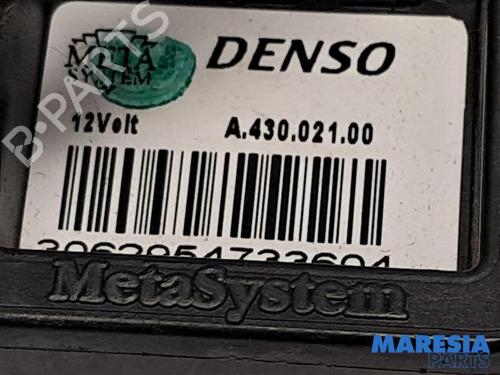 META
SYSTEM
DENSO
12Volt
A.430.021.00
MetaSystem
B-PARTS
MARESIA
PARTS